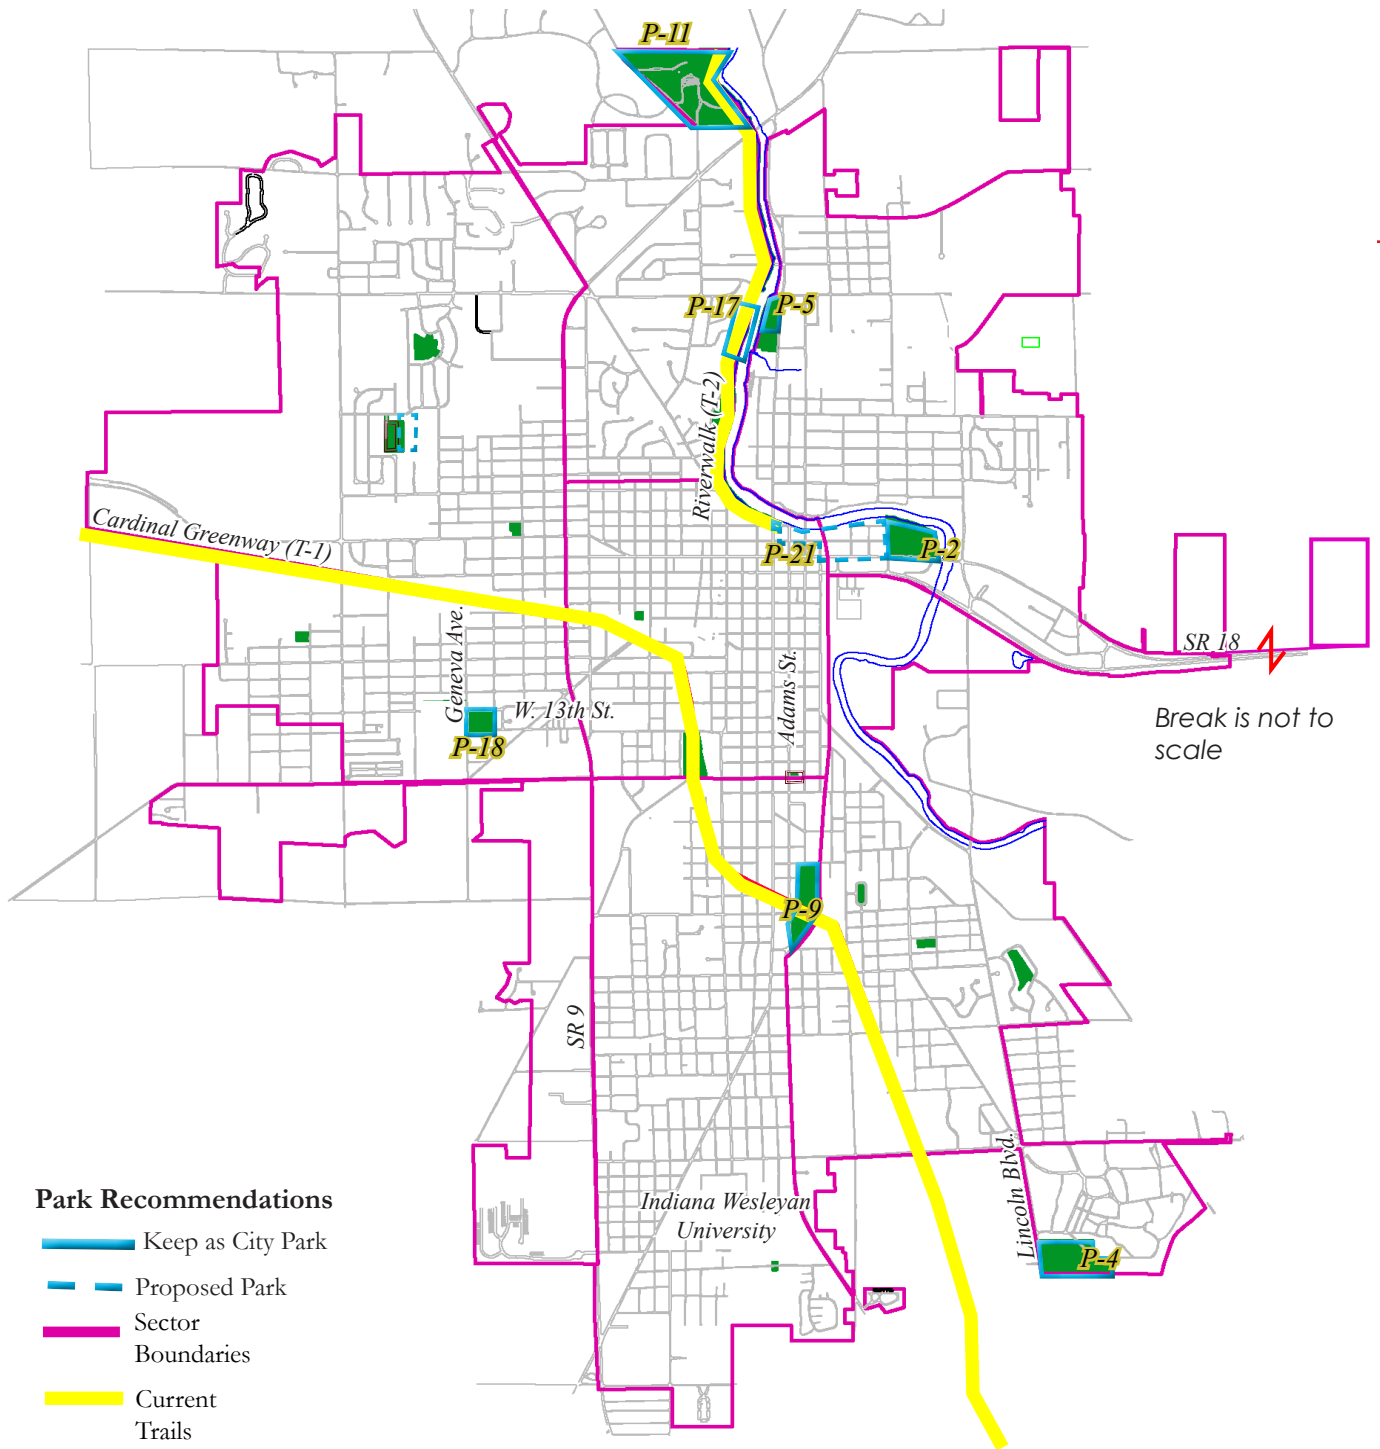 P-11
P-17
P-5
Riverwalk (T-2)
Cardinal Greenway (T-1)
P-21
P-2
Geneva Ave.
W. 13th St.
P-18
Adams St.
SR 18
Break is not to
scale
P-9
SR 9
Indiana Wesleyan
University
Lincoln Blvd.
P-4
Park Recommendations
Keep as City Park
Proposed Park
Sector
Boundaries
Current
Trails